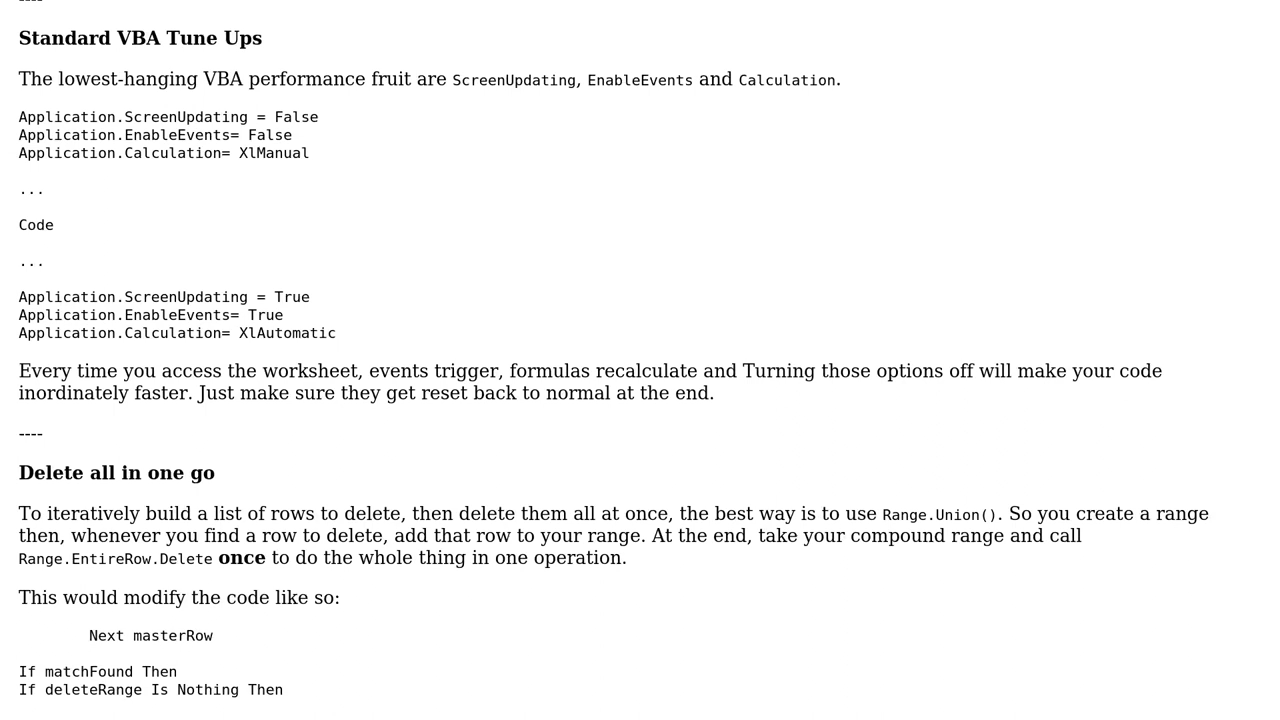 ----
Standard VBA Tune Ups
The lowest-hanging VBA performance fruit are ScreenUpdating, EnableEvents and Calculation.
Application.ScreenUpdating = False
Application.EnableEvents= False
Application.Calculation= XlManual
...
Code
...
Application.ScreenUpdating = True
Application.EnableEvents= True
Application.Calculation= XlAutomatic
Every time you access the worksheet, events trigger, formulas recalculate and Turning those options off will make your code
inordinately faster. Just make sure they get reset back to normal at the end.
----
Delete all in one go
To iteratively build a list of rows to delete, then delete them all at once, the best way is to use Range.Union(). So you create a range
then, whenever you find a row to delete, add that row to your range. At the end, take your compound range and call
Range.EntireRow.Delete once to do the whole thing in one operation.
This would modify the code like so:
        Next masterRow
If matchFound Then
If deleteRange Is Nothing Then